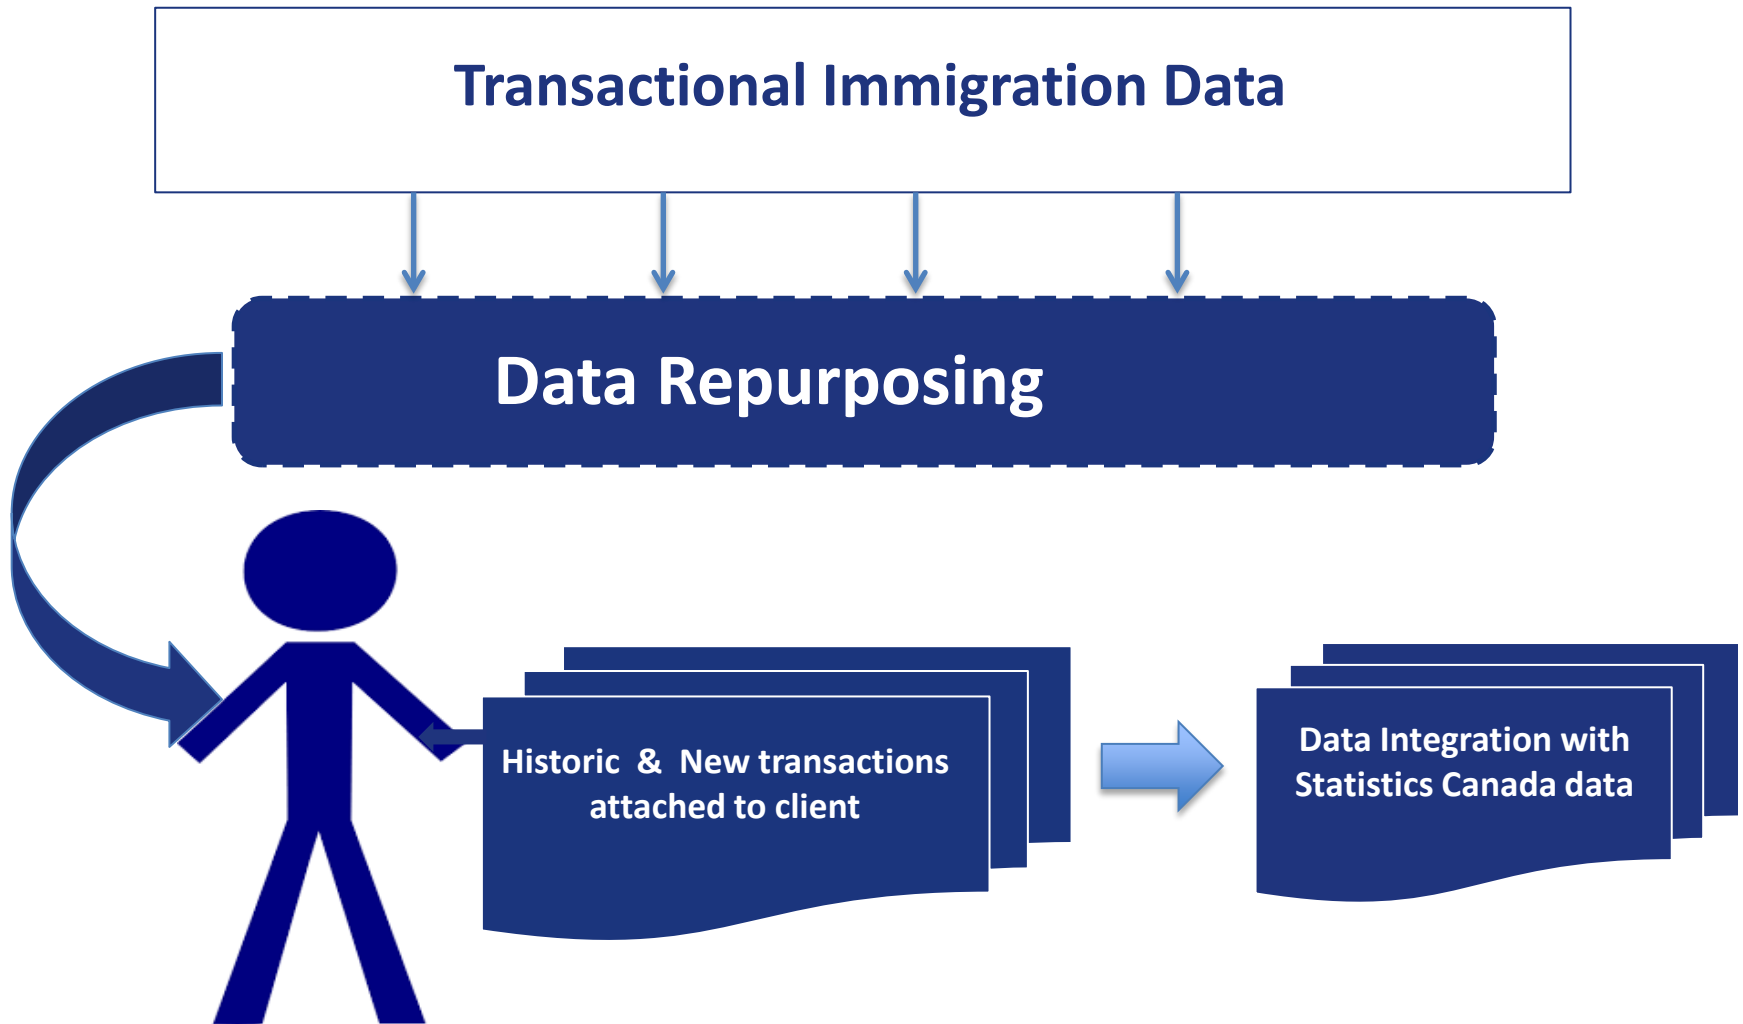 Transactional Immigration Data
Data Repurposing
Historic & New transactions
attached to client
Data Integration with
Statistics Canada data